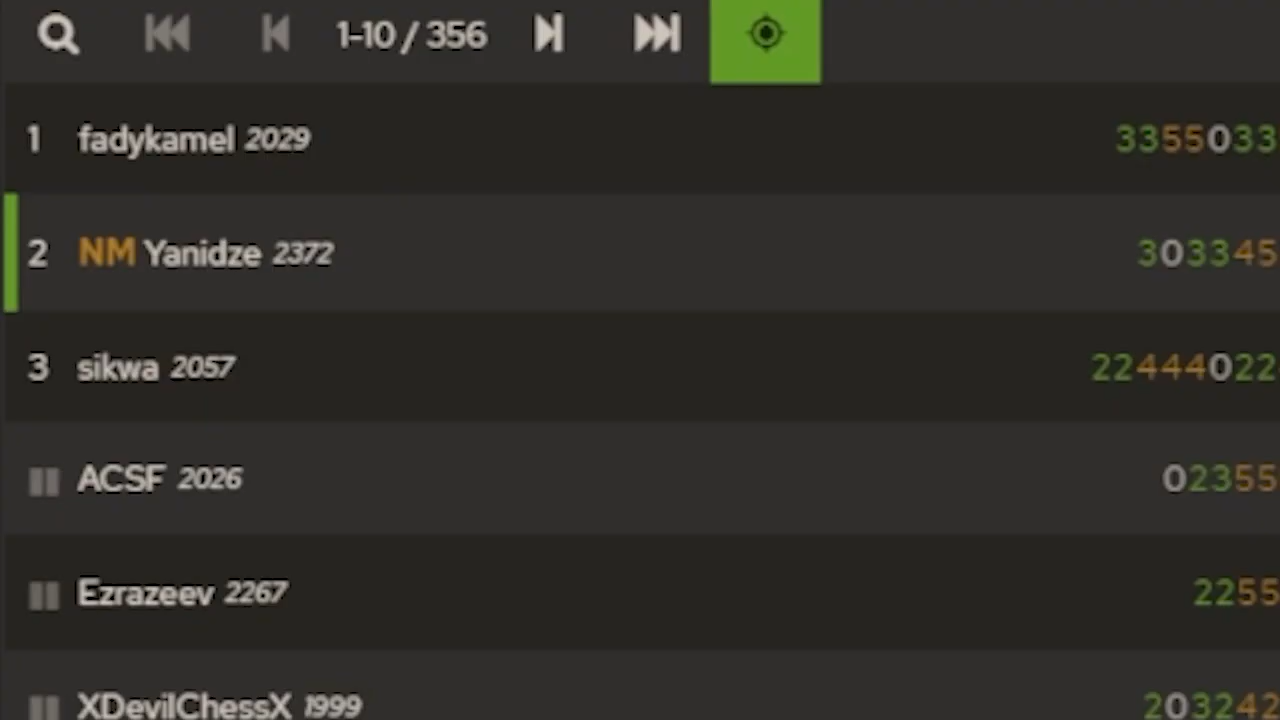 1-10 / 356
1 fadykamel 2029 3355033
2 NM Yanidze 2372 303345
3 sikwa 2057 22444022
ACSF 2026 02355
Ezrazeev 2267 2255
XDevilChessX 1999 203242